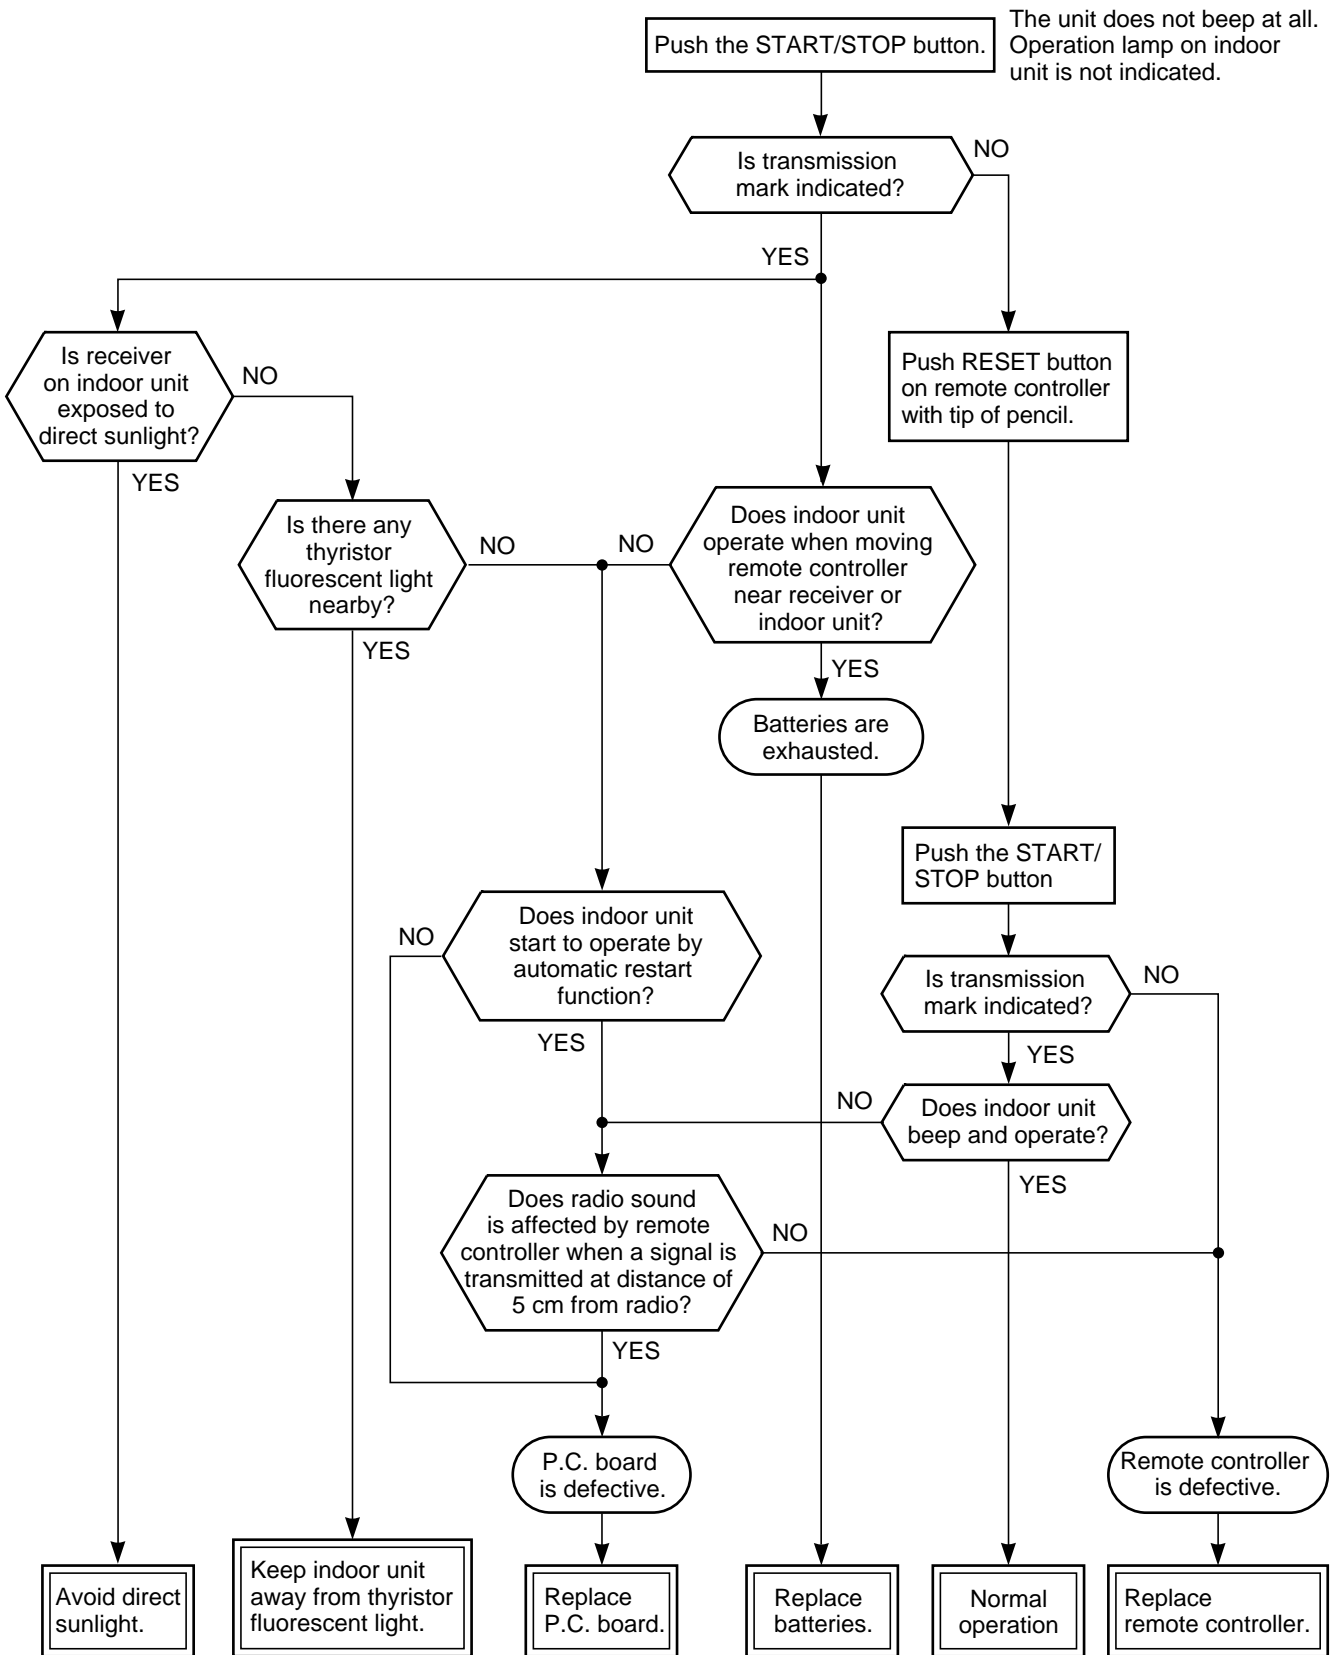 Push the START/STOP button.
The unit does not beep at all.
Operation lamp on indoor
unit is not indicated.
Is transmission
mark indicated?
NO
YES
Is receiver
on indoor unit
exposed to
direct sunlight?
NO
YES
Push RESET button
on remote controller
with tip of pencil.
Is there any
thyristor
fluorescent light
nearby?
NO
YES
NO
Does indoor unit
operate when moving
remote controller
near receiver or
indoor unit?
YES
Batteries are
exhausted.
Push the START/
STOP button
NO
Does indoor unit
start to operate by
automatic restart
function?
YES
Is transmission
mark indicated?
NO
YES
NO
Does indoor unit
beep and operate?
YES
Does radio sound
is affected by remote
controller when a signal is
transmitted at distance of
5 cm from radio?
NO
YES
P.C. board
is defective.
Remote controller
is defective.
Avoid direct
sunlight.
Keep indoor unit
away from thyristor
fluorescent light.
Replace
P.C. board.
Replace
batteries.
Normal
operation
Replace
remote controller.